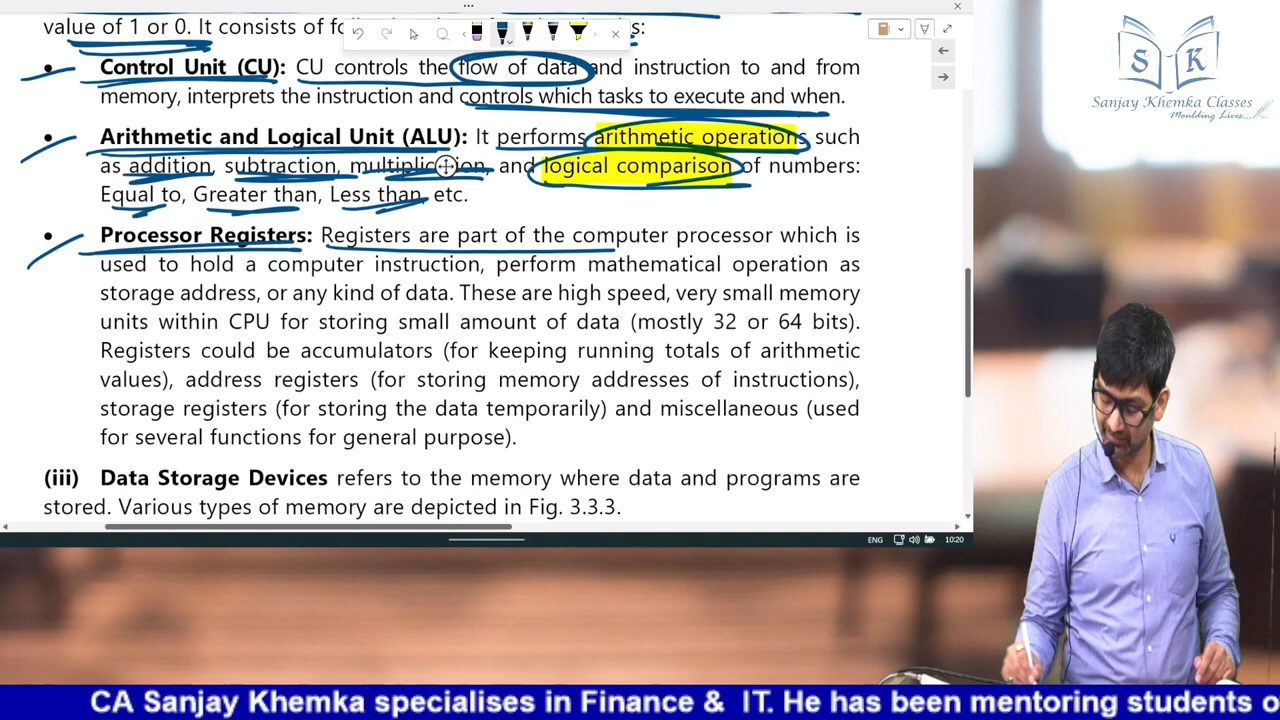 value of 1 or 0. It consists of s:
• Control Unit (CU): CU controls the flow of data and instruction to and from
memory, interprets the instruction and controls which tasks to execute and when.
• Arithmetic and Logical Unit (ALU): It performs arithmetic operations such
as addition, subtraction, multiplication, and logical comparison of numbers:
Equal to, Greater than, Less than, etc.
• Processor Registers: Registers are part of the computer processor which is
used to hold a computer instruction, perform mathematical operation as
storage address, or any kind of data. These are high speed, very small memory
units within CPU for storing small amount of data (mostly 32 or 64 bits).
Registers could be accumulators (for keeping running totals of arithmetic
values), address registers (for storing memory addresses of instructions),
storage registers (for storing the data temporarily) and miscellaneous (used
for several functions for general purpose).
(iii) Data Storage Devices refers to the memory where data and programs are
stored. Various types of memory are depicted in Fig. 3.3.3.
ENG 10:20
S K
Sanjay Khemka Classes
Moulding Lives...
CA Sanjay Khemka specialises in Finance & IT. He has been mentoring students o